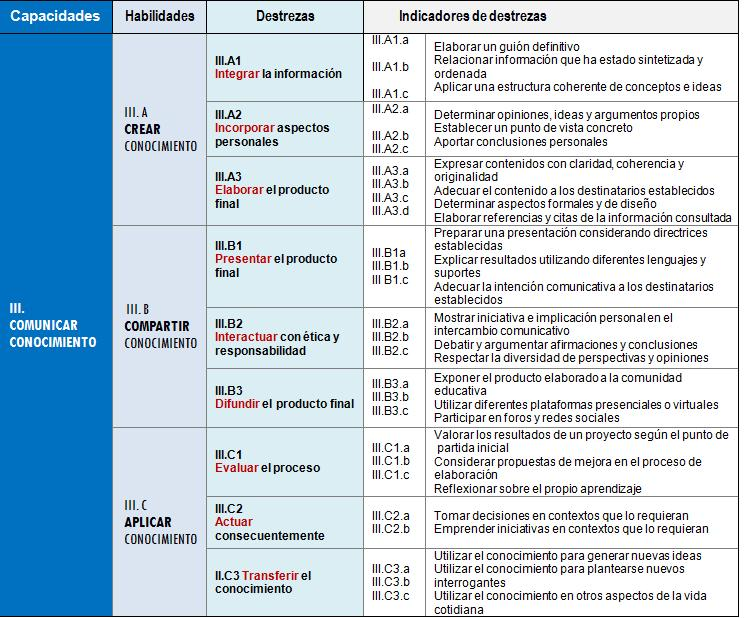 Capacidades
Habilidades
Destrezas
Indicadores de destrezas
III.
COMUNICAR
CONOCIMIENTO
III. A
CREAR
CONOCIMIENTO
III.A1
Integrar la información
III.A1.a
III.A1.b
III.A1.c
Elaborar un guión definitivo
Relacionar información que ha estado sintetizada y
ordenada
Aplicar una estructura coherente de conceptos e ideas
III.A2
Incorporar aspectos
personales
III.A2.a
III.A2.b
III.A2.c
Determinar opiniones, ideas y argumentos propios
Establecer un punto de vista concreto
Aportar conclusiones personales
III.A3
Elaborar el producto
final
III.A3.a
III.A3.b
III.A3.c
III.A3.d
Expresar contenidos con claridad, coherencia y
originalidad
Adecuar el contenido a los destinatarios establecidos
Determinar aspectos formales y de diseño
Elaborar referencias y citas de la información consultada
III. B
COMPARTIR
CONOCIMIENTO
III.B1
Presentar el producto
final
III.B1a
III.B1.b
III B1.c
Preparar una presentación considerando directrices
establecidas
Explicar resultados utilizando diferentes lenguajes y
suportes
Adecuar la intención comunicativa a los destinatarios
establecidos
III.B2
Interactuar con ética y
responsabilidad
III.B2.a
III.B2.b
III.B2.c
Mostrar iniciativa e implicación personal en el
intercambio comunicativo
Debatir y argumentar afirmaciones y conclusiones
Respectar la diversidad de perspectivas y opiniones
III.B3
Difundir el producto final
III.B3.a
III.B3.b
III.B3.c
Exponer el producto elaborado a la comunidad
educativa
Utilizar diferentes plataformas presenciales o virtuales
Participar en foros y redes sociales
III. C
APLICAR
CONOCIMIENTO
III.C1
Evaluar el proceso
III.C1.a
III.C1.b
III.C1.c
Valorar los resultados de un proyecto según el punto de
partida inicial
Considerar propuestas de mejora en el proceso de
elaboración
Reflexionar sobre el propio aprendizaje
III.C2
Actuar
consecuentemente
III.C2.a
III.C2.b
Tomar decisiones en contextos que lo requieran
Emprender iniciativas en contextos que lo requieran
II.C3 Transferir el
conocimiento
III.C3.a
III.C3.b
III.C3.c
Utilizar el conocimiento para generar nuevas ideas
Utilizar el conocimiento para plantearse nuevos
interrogantes
Utilizar el conocimiento en otros aspectos de la vida
cotidiana